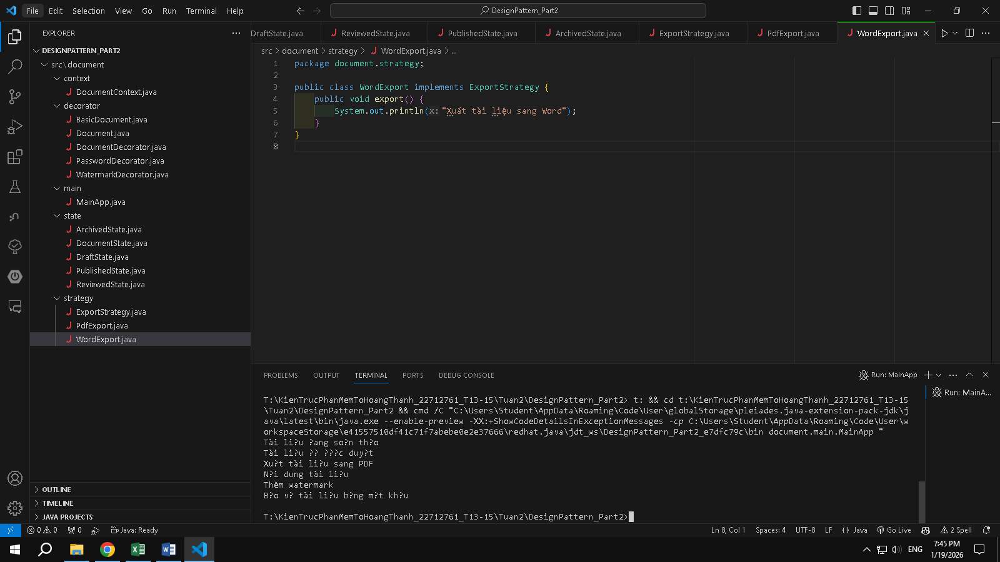 File Edit Selection View Go Run Terminal Help
DesignPattern_Part2
EXPLORER
DraftState.java ReviewedState.java PublishedState.java ArchivedState.java ExportStrategy.java PdfExport.java WordExport.java
DESIGNPATTERN_PART2
src\document
context
DocumentContext.java
decorator
BasicDocument.java
Document.java
DocumentDecorator.java
PasswordDecorator.java
WatermarkDecorator.java
main
MainApp.java
state
ArchivedState.java
DocumentState.java
DraftState.java
PublishedState.java
ReviewedState.java
strategy
ExportStrategy.java
PdfExport.java
WordExport.java
OUTLINE
TIMELINE
JAVA PROJECTS
src > document > strategy > WordExport.java > ...
1 package document.strategy;
2
3 public class WordExport implements ExportStrategy {
4 public void export() {
5 System.out.println(x: "Xuất tài liệu sang Word");
6 }
7 }
8
PROBLEMS OUTPUT TERMINAL PORTS DEBUG CONSOLE
Run: MainApp
Run: MainA...
T:\KienTrucPhanMemToHoangThanh_22712761_T13-15\Tuan2\DesignPattern_Part2> t: && cd t:\KienTrucPhanMemToHoangThanh_22712761_T13-15
\Tuan2\DesignPattern_Part2 && cmd /C "C:\Users\Student\AppData\Roaming\Code\User\globalStorage\pleiades.java-extension-pack-jdk\j
ava\latest\bin\java.exe --enable-preview -XX:+ShowCodeDetailsInExceptionMessages -cp C:\Users\Student\AppData\Roaming\Code\User\w
orkspaceStorage\e41557510df41c71f7abebe0e2e37666\redhat.java\jdt_ws\DesignPattern_Part2_e7dfc79c\bin document.main.MainApp "
Tài li?u ?ang so?n th?o
Tài li?u ?? ???c duy?t
Xu?t tài li?u sang PDF
N?i dung tài li?u
Thêm watermark
B?o v? tài li?u b?ng m?t kh?u
T:\KienTrucPhanMemToHoangThanh_22712761_T13-15\Tuan2\DesignPattern_Part2>
0 0 0 Java: Ready
Ln 8, Col 1 Spaces: 4 UTF-8 LF {} Java Go Live 2 Spell
ENG
7:45 PM
1/19/2026